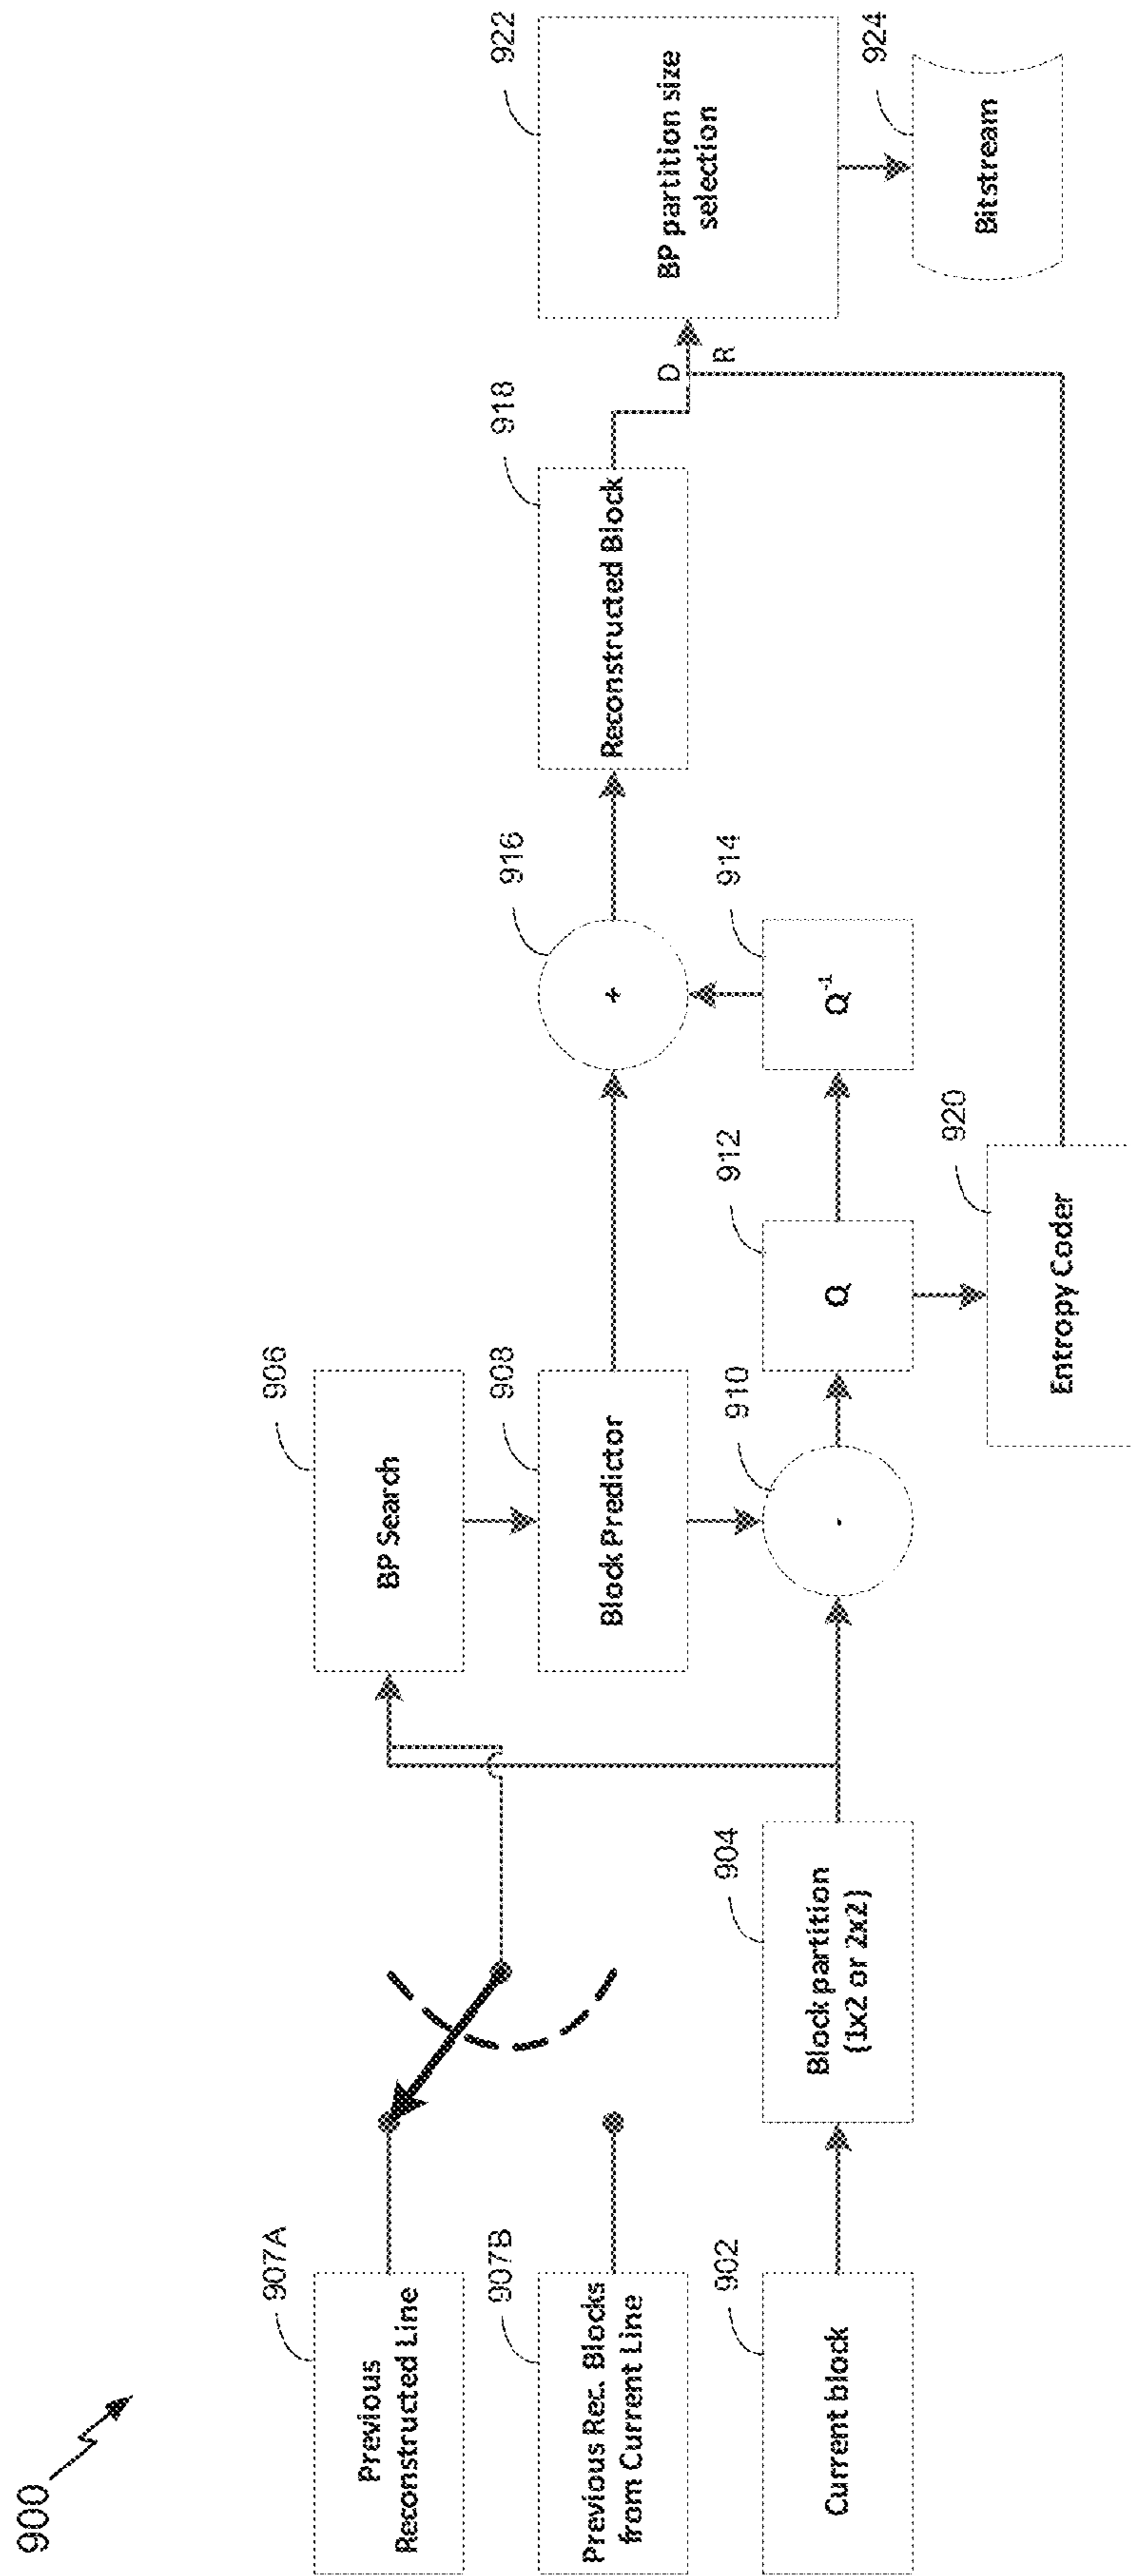 900
907A
Previous
Reconstructed Line
907B
Previous Rec. Blocks
from Current Line
902
Current block
904
Block partition
(1x2 or 2x2)
906
BP Search
908
Block Predictor
910
-
912
Q
914
Q-1
916
+
918
Reconstructed Block
920
Entropy Coder
D
R
922
BP partition size
selection
924
Bitstream